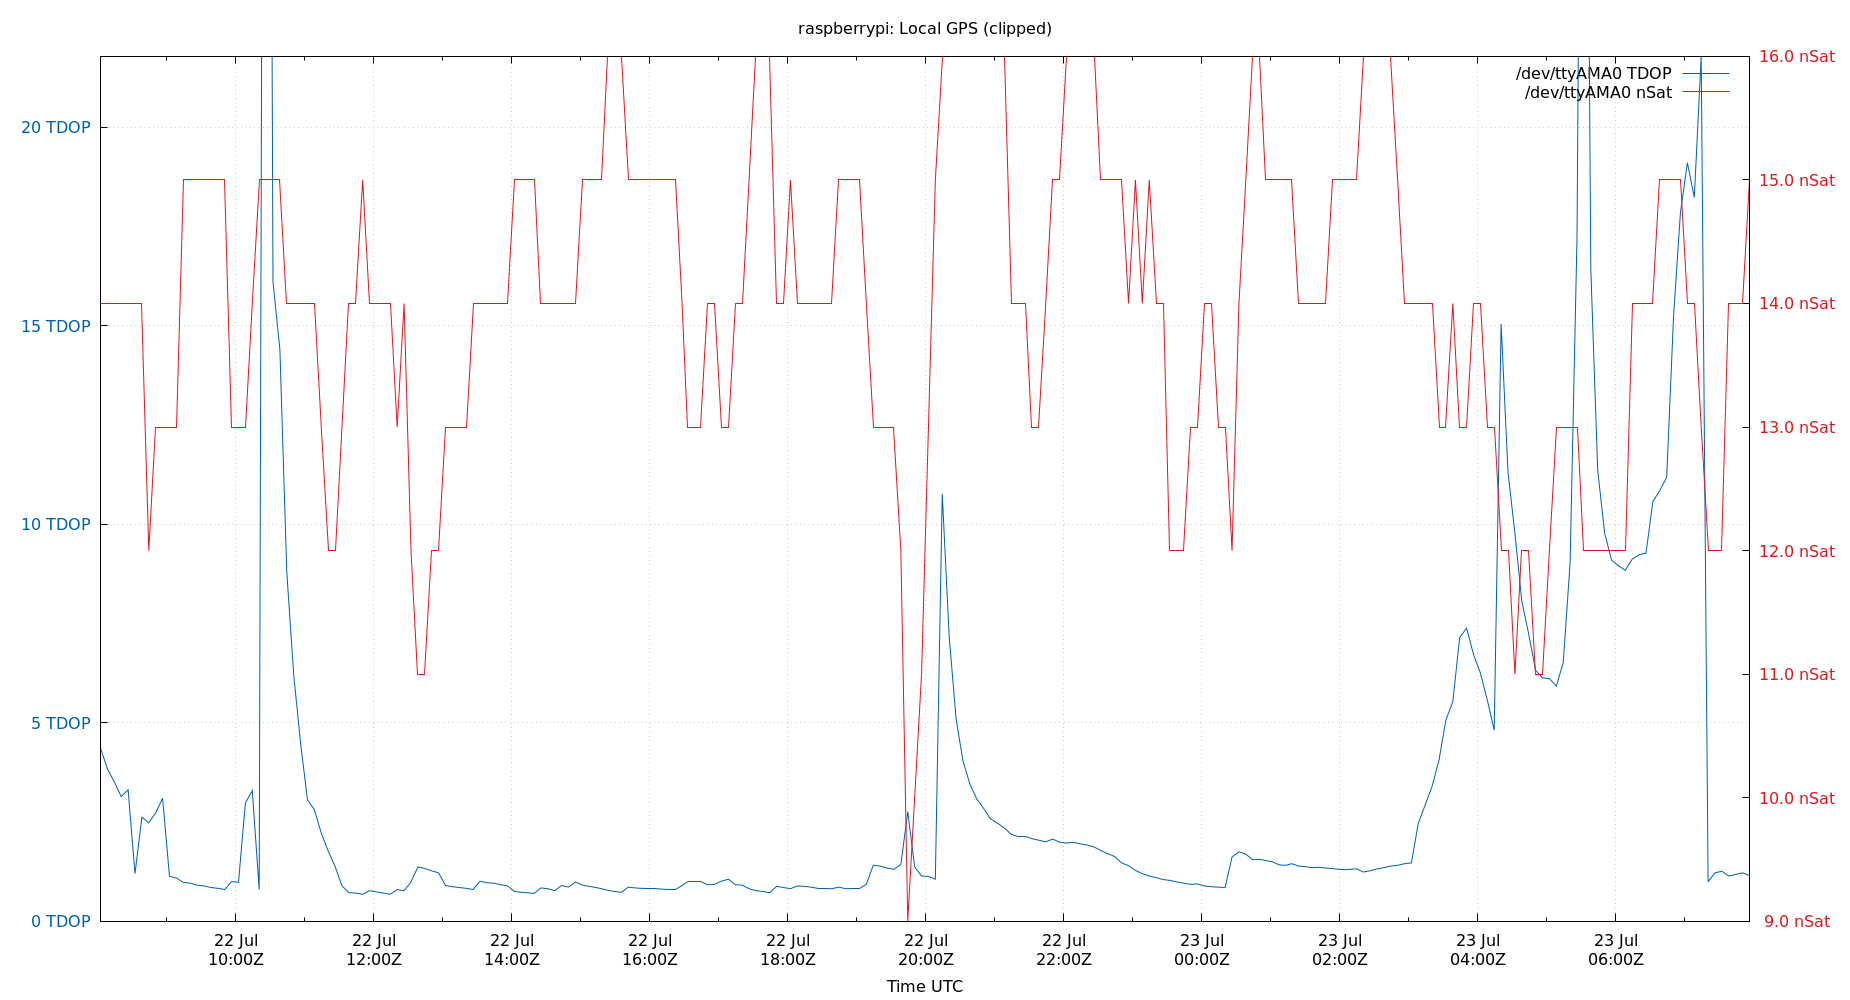 raspberrypi: Local GPS (clipped)
16.0 nSat
/dev/ttyAMA0 TDOP
/dev/ttyAMA0 nSat
20 TDOP
15.0 nSat
14.0 nSat
15 TDOP
13.0 nSat
10 TDOP
12.0 nSat
11.0 nSat
5 TDOP
10.0 nSat
0 TDOP
9.0 nSat
22 Jul 22 Jul 22 Jul 22 Jul 22 Jul 22 Jul 22 Jul 23 Jul 23 Jul 23 Jul 23 Jul
10:00Z 12:00Z 14:00Z 16:00Z 18:00Z 20:00Z 22:00Z 00:00Z 02:00Z 04:00Z 06:00Z
Time UTC